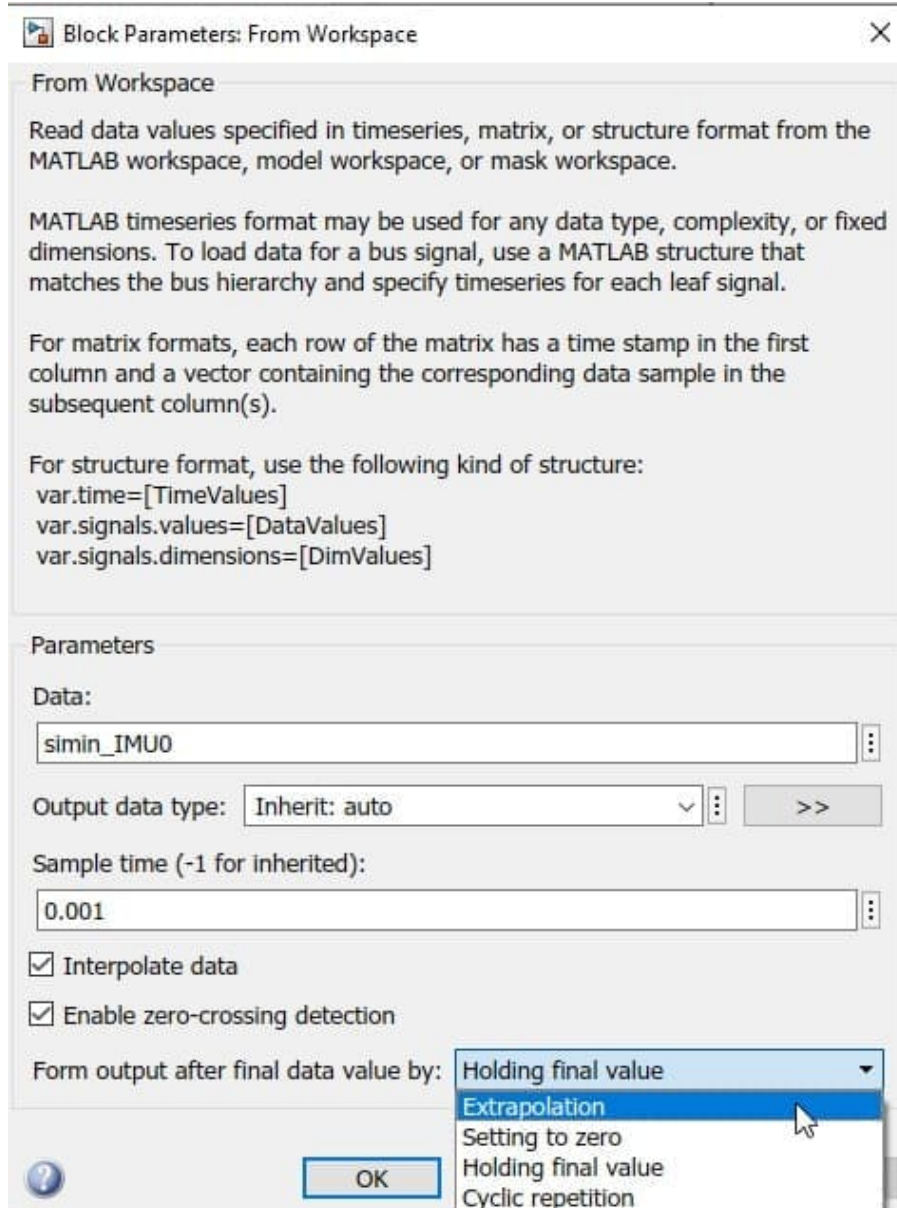 Block Parameters: From Workspace
From Workspace
Read data values specified in timeseries, matrix, or structure format from the
MATLAB workspace, model workspace, or mask workspace.
MATLAB timeseries format may be used for any data type, complexity, or fixed
dimensions. To load data for a bus signal, use a MATLAB structure that
matches the bus hierarchy and specify timeseries for each leaf signal.
For matrix formats, each row of the matrix has a time stamp in the first
column and a vector containing the corresponding data sample in the
subsequent column(s).
For structure format, use the following kind of structure:
var.time=[TimeValues]
var.signals.values=[DataValues]
var.signals.dimensions=[DimValues]
Parameters
Data:
simin_IMU0
Output data type: Inherit: auto >>
Sample time (-1 for inherited):
0.001
Interpolate data
Enable zero-crossing detection
Form output after final data value by: Holding final value
Extrapolation
Setting to zero
Holding final value
Cyclic repetition
OK